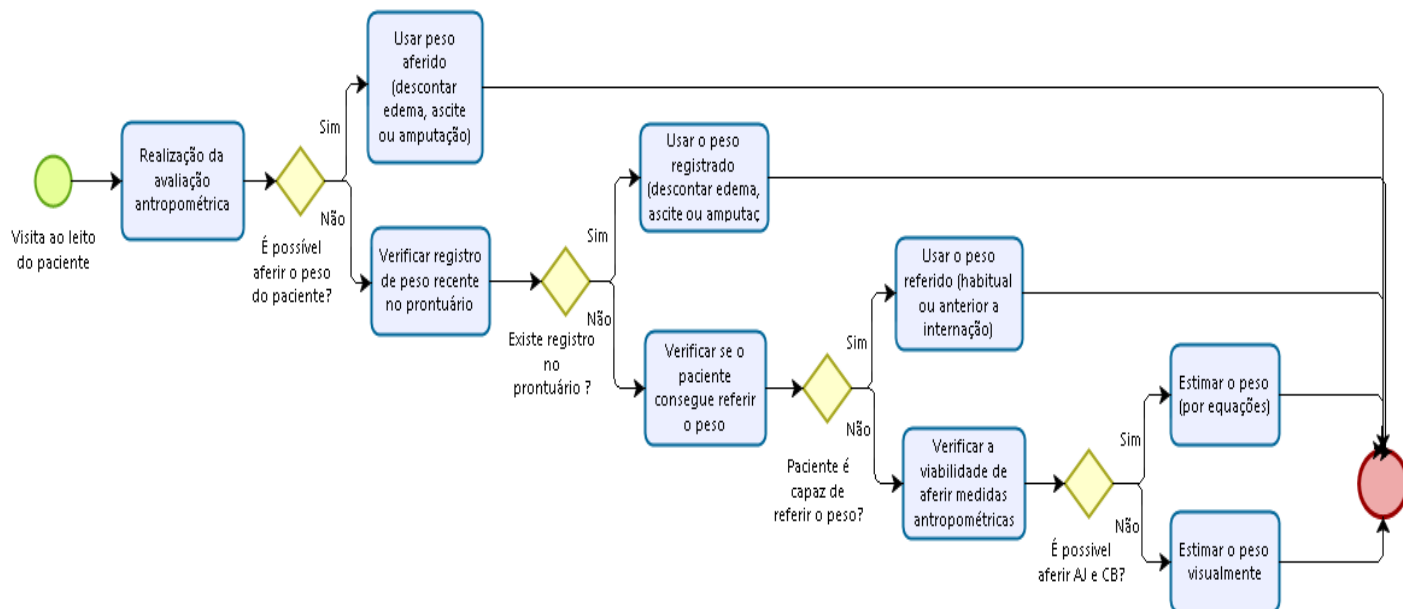 Visita ao leito
do paciente
Realização da
avaliação
antropométrica
É possível
aferir o peso
do paciente?
Sim
Não
Usar peso
aferido
(descontar
edema, ascite
ou amputação)
Verificar registro
de peso recente
no prontuário
Existe registro
no
prontuário ?
Sim
Não
Usar o peso
registrado
(descontar edema,
ascite ou amputaç
Verificar se o
paciente
consegue referir
o peso
Paciente é
capaz de
referir o peso?
Sim
Não
Usar o peso
referido (habitual
ou anterior a
internação)
Verificar a
viabilidade de
aferir medidas
antropométricas
É possivel
aferir AJ e CB?
Sim
Não
Estimar o peso
(por equações)
Estimar o peso
visualmente